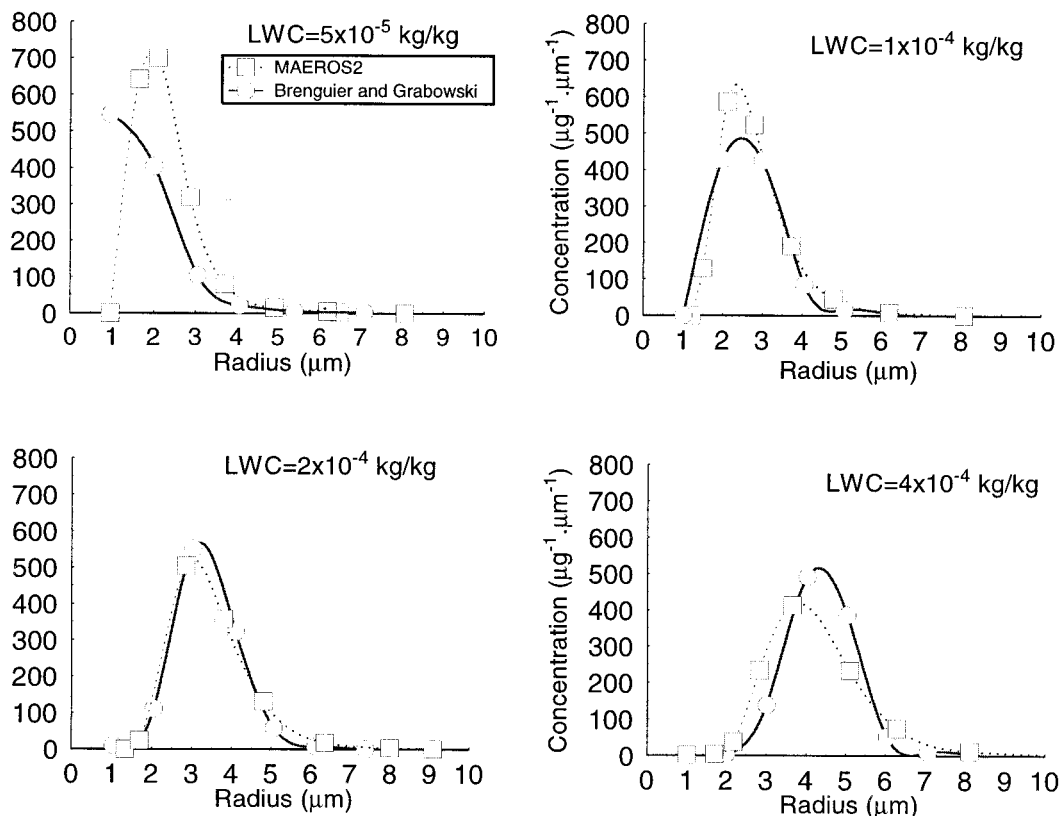 LWC=5x10⁻⁵ kg/kg
MAEROS2
Brenguier and Grabowski
800
700
600
500
400
300
200
100
0
0 1 2 3 4 5 6 7 8 9 10
Radius (μm)
LWC=1x10⁻⁴ kg/kg
Concentration (μg⁻¹.μm⁻¹)
800
700
600
500
400
300
200
100
0
0 1 2 3 4 5 6 7 8 9 10
Radius (μm)
LWC=2x10⁻⁴ kg/kg
800
700
600
500
400
300
200
100
0
0 1 2 3 4 5 6 7 8 9 10
Radius (μm)
LWC=4x10⁻⁴ kg/kg
Concentration (μg⁻¹.μm⁻¹)
800
700
600
500
400
300
200
100
0
0 1 2 3 4 5 6 7 8 9 10
Radius (μm)